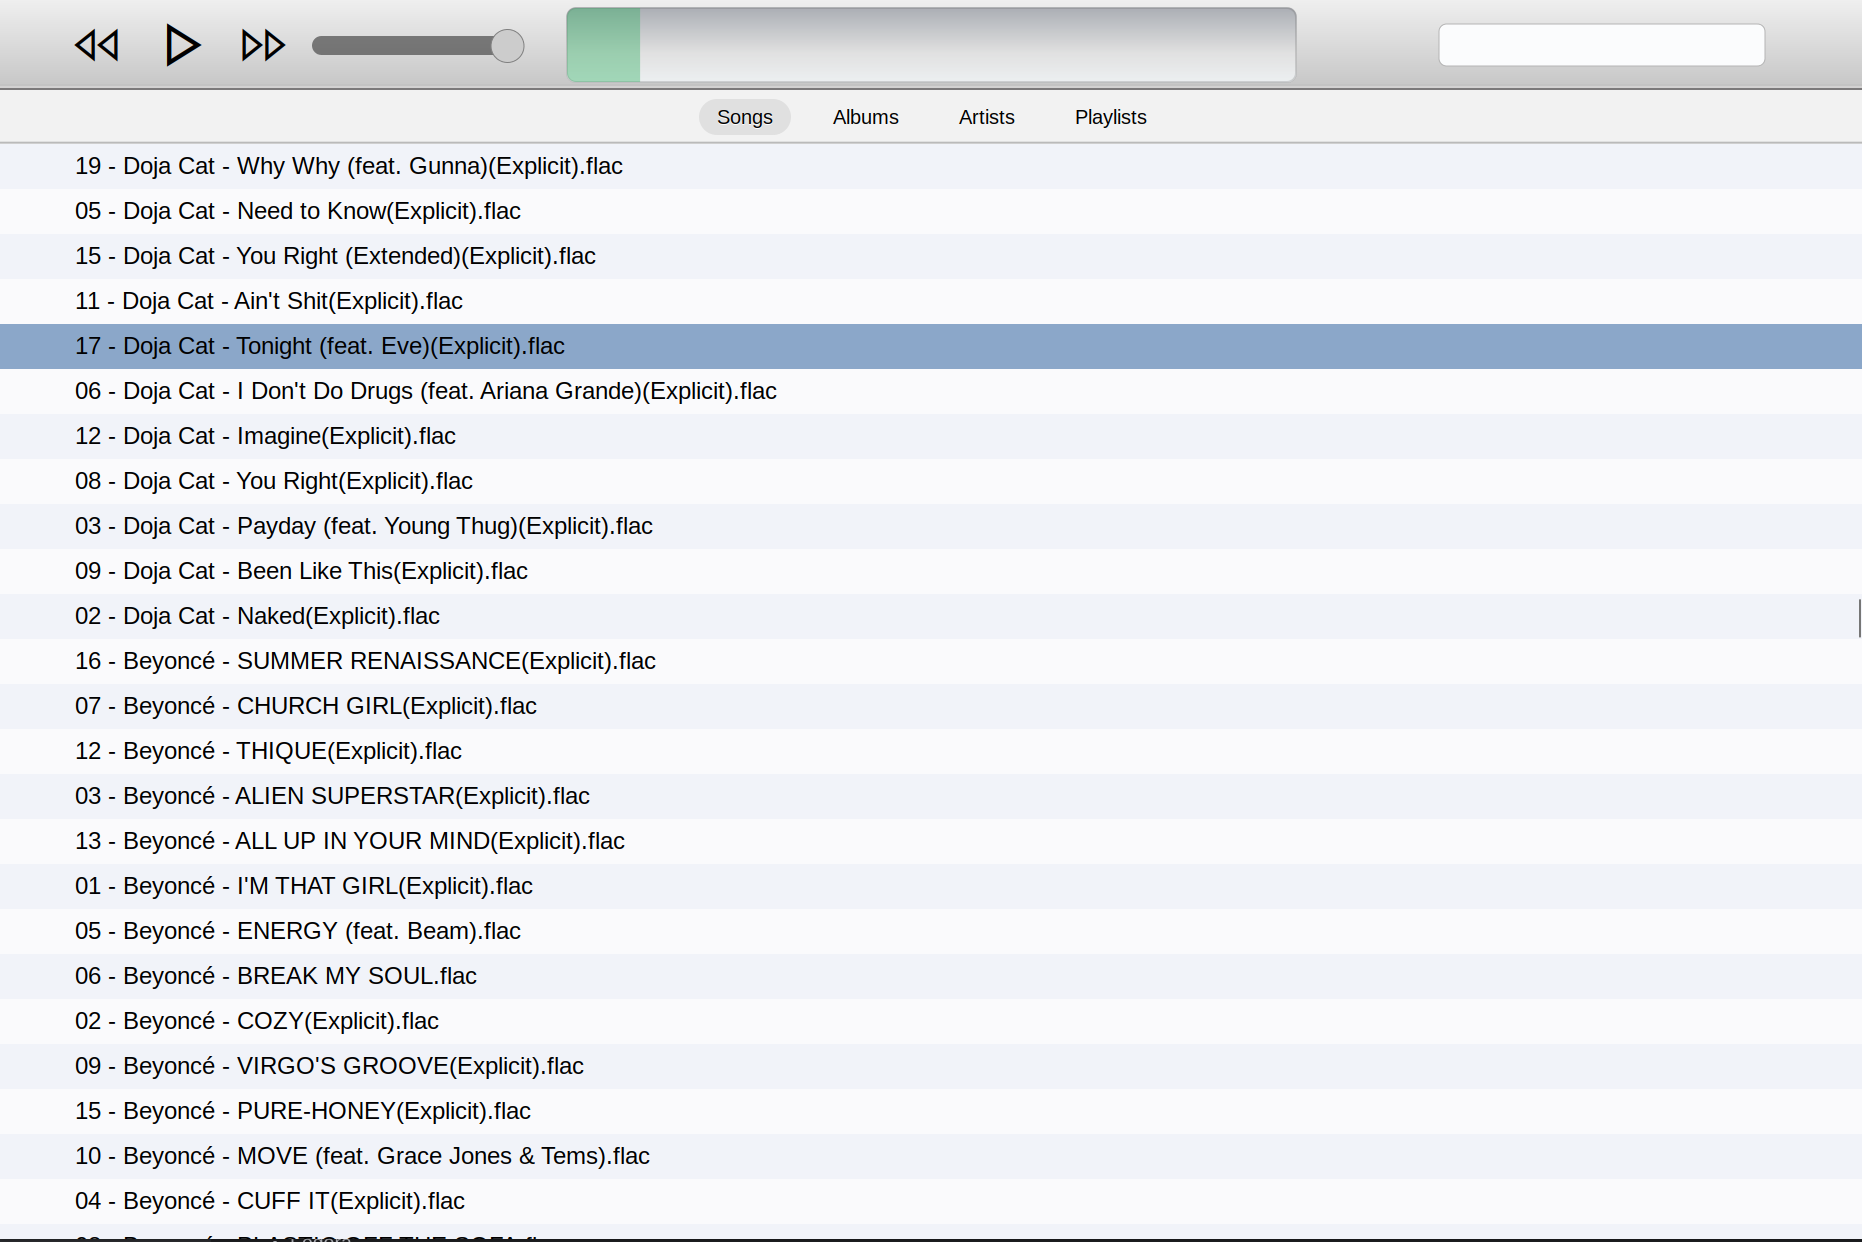 Songs Albums Artists Playlists
19 - Doja Cat - Why Why (feat. Gunna)(Explicit).flac
05 - Doja Cat - Need to Know(Explicit).flac
15 - Doja Cat - You Right (Extended)(Explicit).flac
11 - Doja Cat - Ain't Shit(Explicit).flac
17 - Doja Cat - Tonight (feat. Eve)(Explicit).flac
06 - Doja Cat - I Don't Do Drugs (feat. Ariana Grande)(Explicit).flac
12 - Doja Cat - Imagine(Explicit).flac
08 - Doja Cat - You Right(Explicit).flac
03 - Doja Cat - Payday (feat. Young Thug)(Explicit).flac
09 - Doja Cat - Been Like This(Explicit).flac
02 - Doja Cat - Naked(Explicit).flac
16 - Beyoncé - SUMMER RENAISSANCE(Explicit).flac
07 - Beyoncé - CHURCH GIRL(Explicit).flac
12 - Beyoncé - THIQUE(Explicit).flac
03 - Beyoncé - ALIEN SUPERSTAR(Explicit).flac
13 - Beyoncé - ALL UP IN YOUR MIND(Explicit).flac
01 - Beyoncé - I'M THAT GIRL(Explicit).flac
05 - Beyoncé - ENERGY (feat. Beam).flac
06 - Beyoncé - BREAK MY SOUL.flac
02 - Beyoncé - COZY(Explicit).flac
09 - Beyoncé - VIRGO'S GROOVE(Explicit).flac
15 - Beyoncé - PURE-HONEY(Explicit).flac
10 - Beyoncé - MOVE (feat. Grace Jones & Tems).flac
04 - Beyoncé - CUFF IT(Explicit).flac